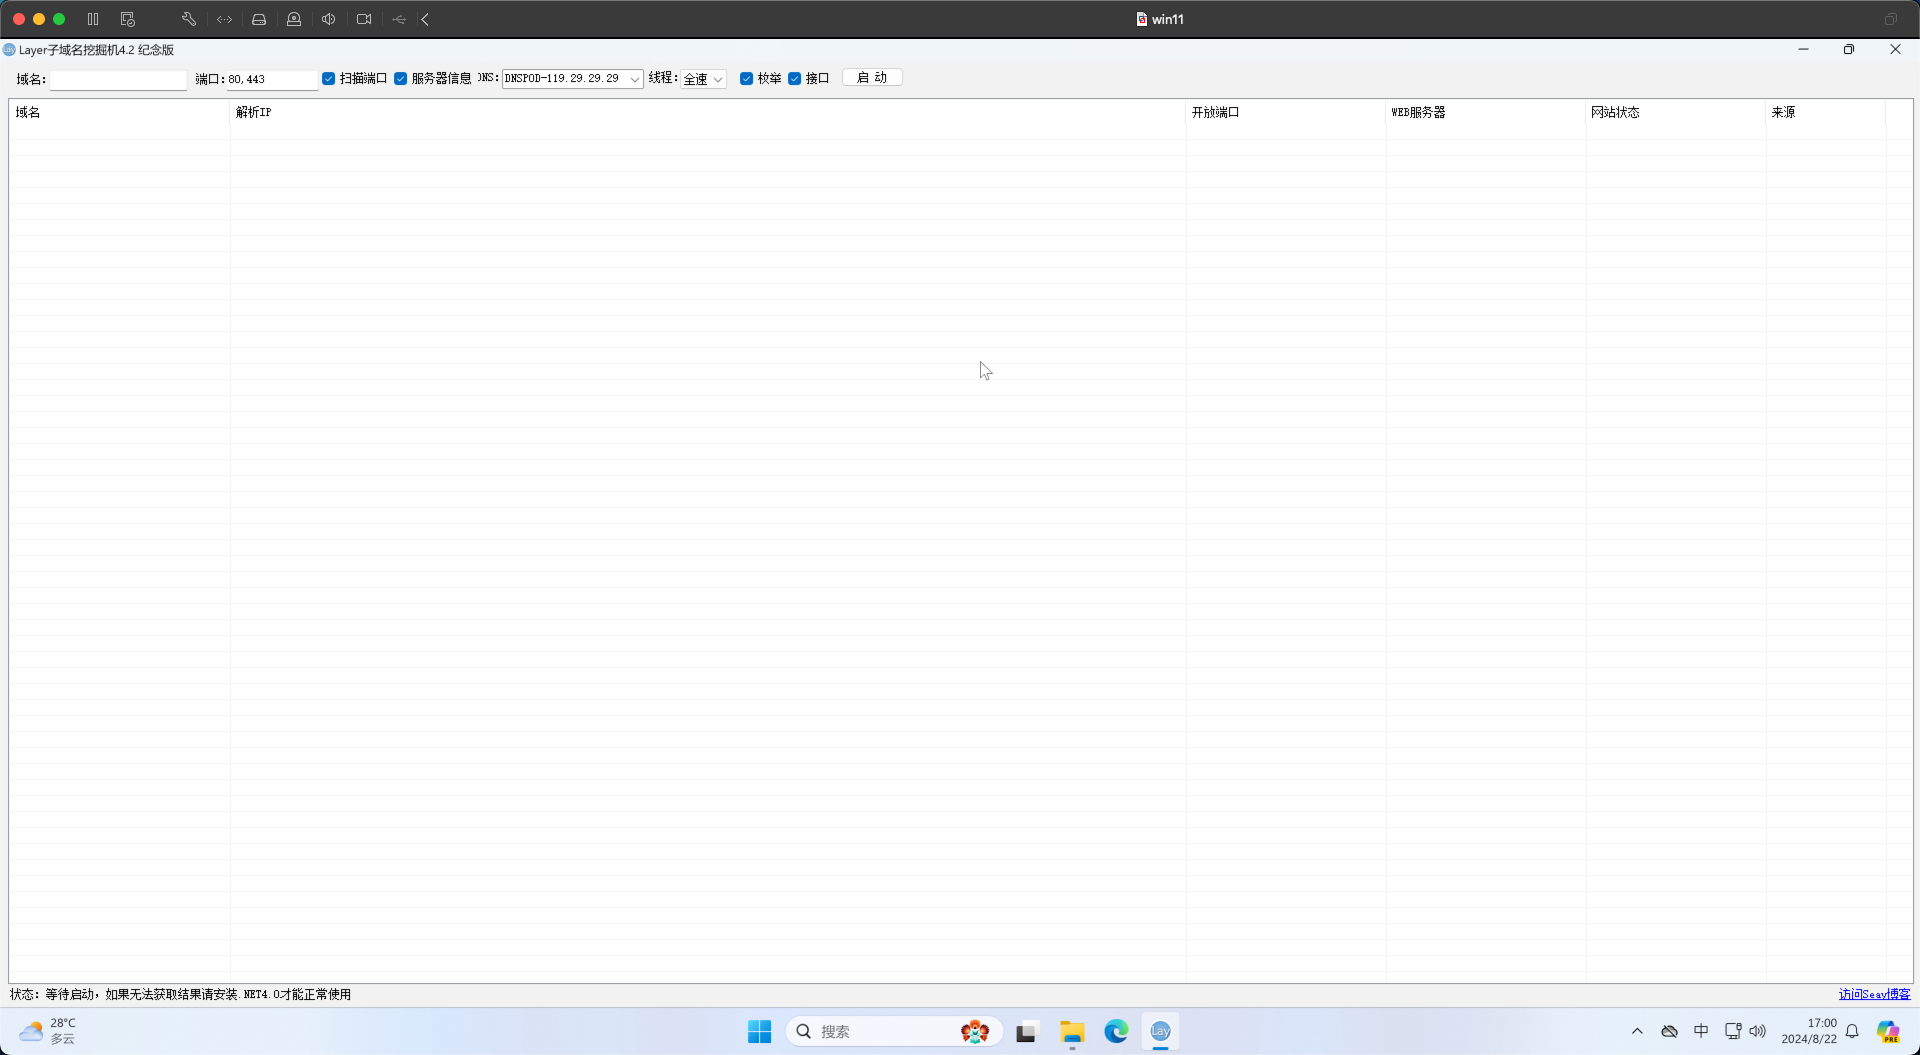 win11
Layer子域名挖掘机4.2 纪念版
域名: 端口: 80,443 扫描端口 服务器信息 DNS: DNSPOD-119.29.29.29 线程: 全速 枚举 接口 启 动
域名 解析IP 开放端口 WEB服务器 网站状态 来源
状态: 等待启动，如果无法获取结果请安装.NET4.0才能正常使用 访问Seay博客
28°C
多云
搜索
Lay
中
17:00
2024/8/22
PRE